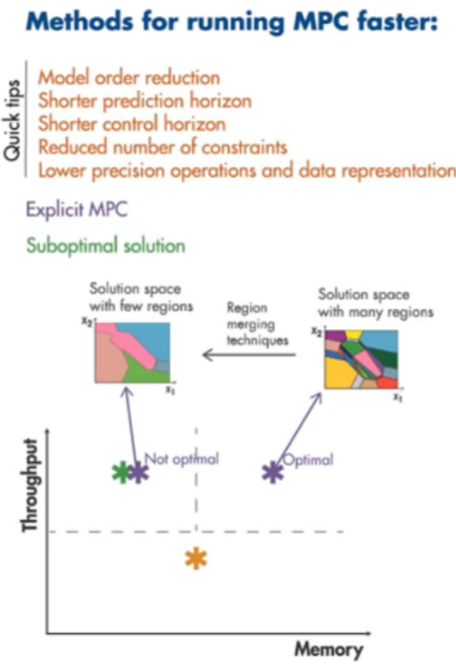 Methods for running MPC faster:
Quick tips
Model order reduction
Shorter prediction horizon
Shorter control horizon
Reduced number of constraints
Lower precision operations and data representation
Explicit MPC
Suboptimal solution
Solution space
with few regions
Region
merging
techniques
Solution space
with many regions
x₂
x₁
x₂
x₁
Not optimal
Optimal
Throughput
Memory